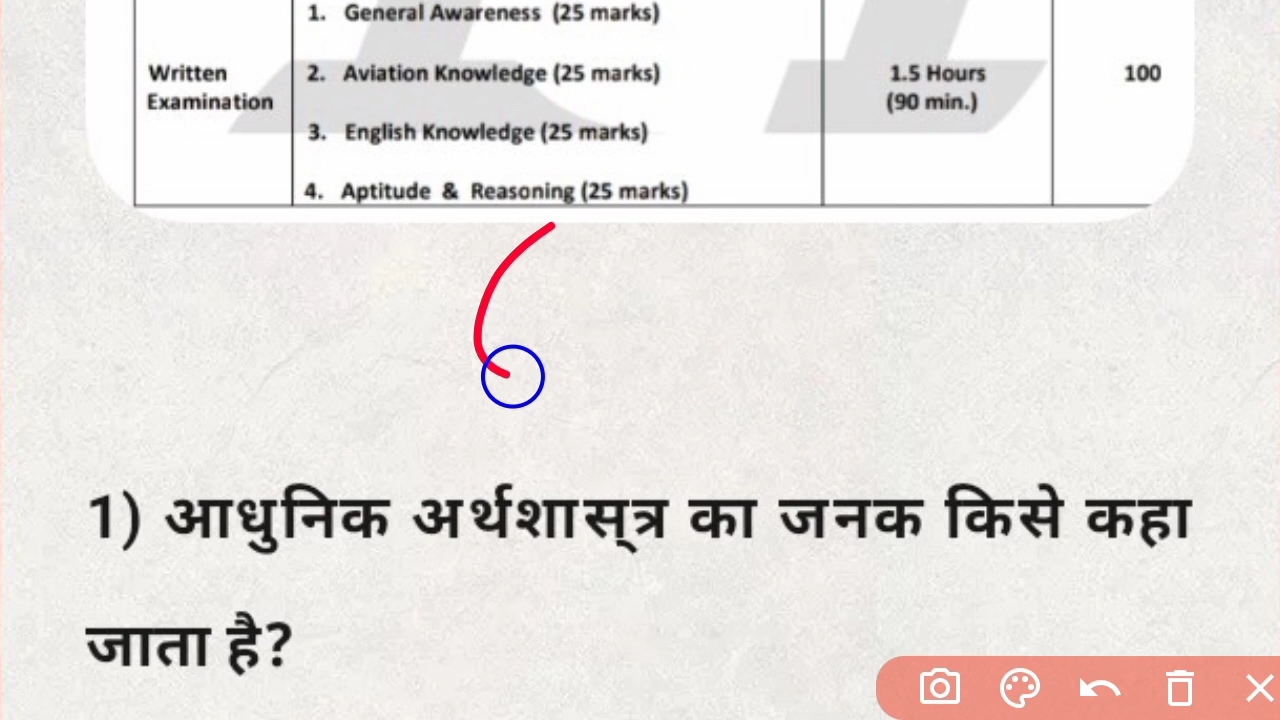 1. General Awareness (25 marks)
Written Examination
2. Aviation Knowledge (25 marks)
1.5 Hours
(90 min.)
100
3. English Knowledge (25 marks)
4. Aptitude & Reasoning (25 marks)
1) आधुनिक अर्थशास्त्र का जनक किसे कहा
जाता है?